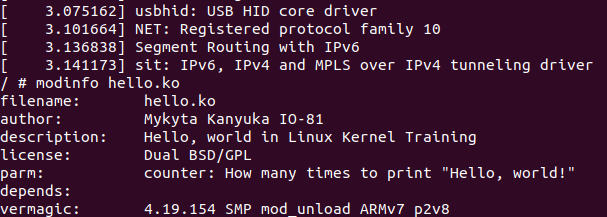 [    3.075162] usbhid: USB HID core driver
[    3.101664] NET: Registered protocol family 10
[    3.136838] Segment Routing with IPv6
[    3.141173] sit: IPv6, IPv4 and MPLS over IPv4 tunneling driver
/ # modinfo hello.ko
filename:       hello.ko
author:         Mykyta Kanyuka IO-81
description:    Hello, world in Linux Kernel Training
license:        Dual BSD/GPL
parm:           counter: How many times to print "Hello, world!"
depends:
vermagic:       4.19.154 SMP mod_unload ARMv7 p2v8